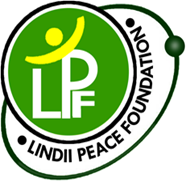 LPF
• LINDII PEACE FOUNDATION •